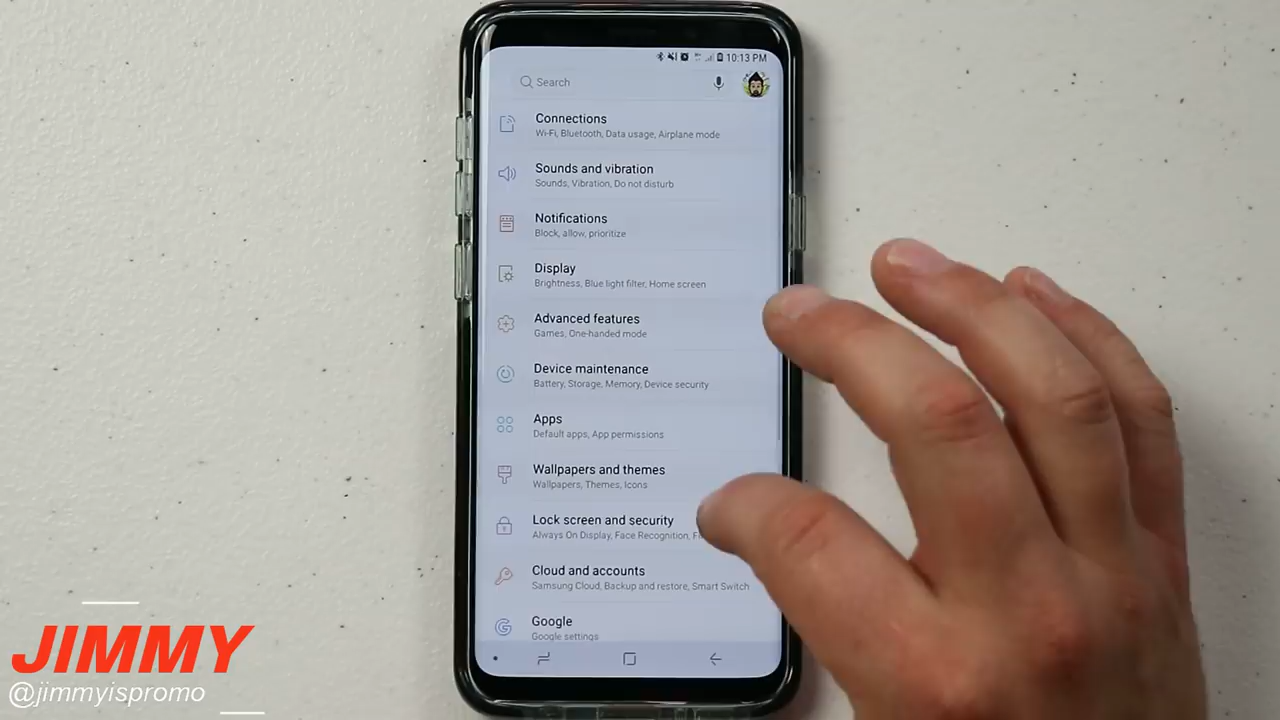 10:13 PM
Search
Connections
Wi-Fi, Bluetooth, Data usage, Airplane mode
Sounds and vibration
Sounds, Vibration, Do not disturb
Notifications
Block, allow, prioritize
Display
Brightness, Blue light filter, Home screen
Advanced features
Games, One-handed mode
Device maintenance
Battery, Storage, Memory, Device security
Apps
Default apps, App permissions
Wallpapers and themes
Wallpapers, Themes, Icons
Lock screen and security
Always On Display, Face Recognition,
Cloud and accounts
Samsung Cloud, Backup and restore, Smart Switch
Google
Google settings
JIMMY
@jimmyispromo